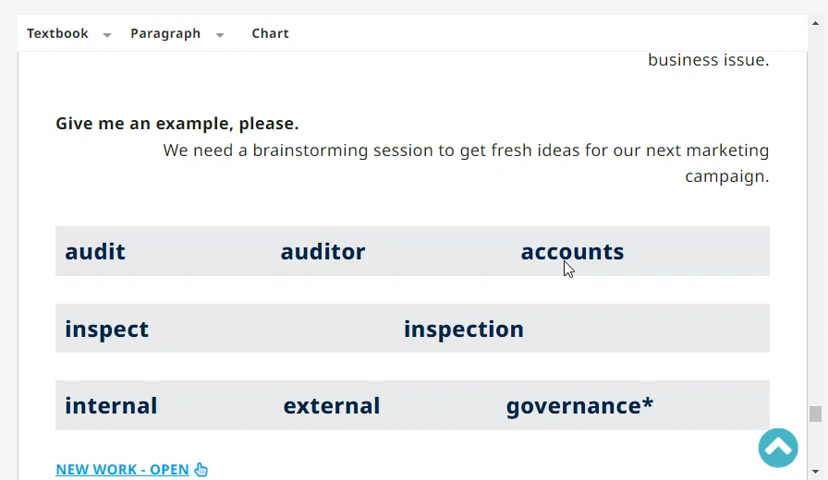 Textbook Paragraph Chart
business issue.
Give me an example, please.
We need a brainstorming session to get fresh ideas for our next marketing
campaign.
audit auditor accounts
inspect inspection
internal external governance*
NEW WORK - OPEN